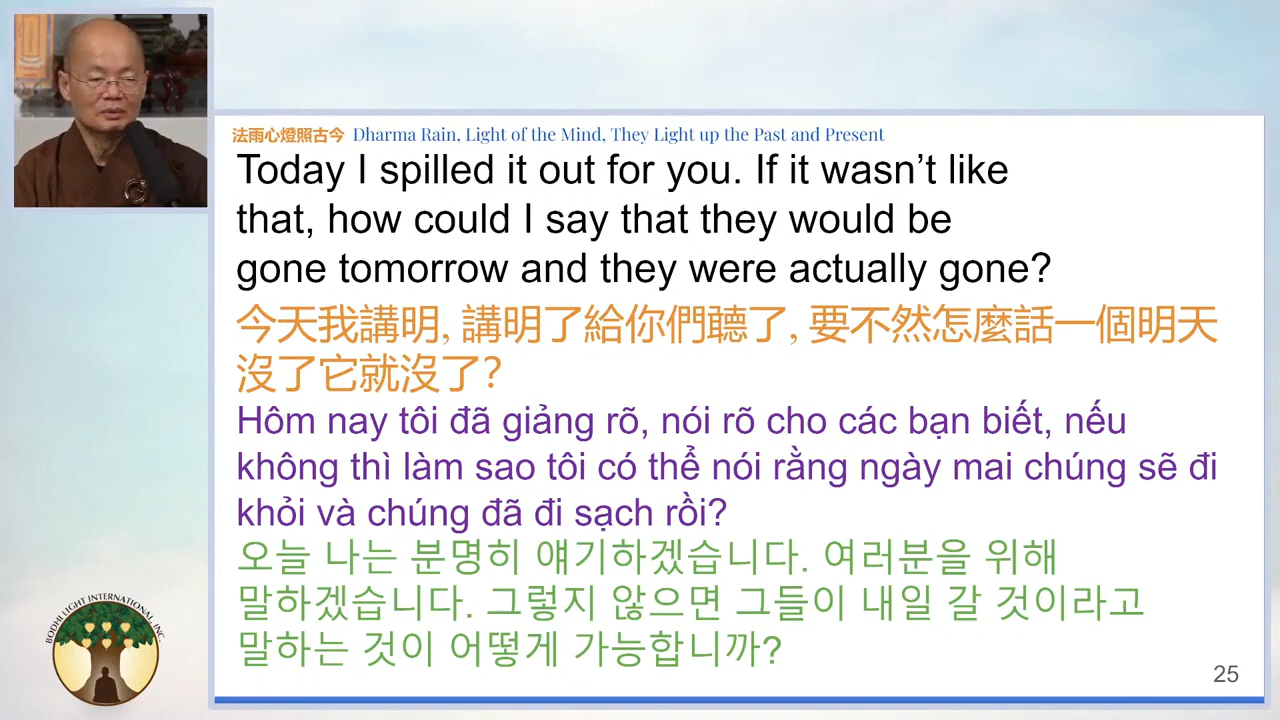 法雨心燈照古今 Dharma Rain, Light of the Mind, They Light up the Past and Present
Today I spilled it out for you. If it wasn’t like
that, how could I say that they would be
gone tomorrow and they were actually gone?
今天我講明, 講明了給你們聽了, 要不然怎麼話一個明天
沒了它就沒了?
Hôm nay tôi đã giảng rõ, nói rõ cho các bạn biết, nếu
không thì làm sao tôi có thể nói rằng ngày mai chúng sẽ đi
khỏi và chúng đã đi sạch rồi?
오늘 나는 분명히 얘기하겠습니다. 여러분을 위해
말하겠습니다. 그렇지 않으면 그들이 내일 갈 것이라고
말하는 것이 어떻게 가능합니까?
BODHI LIGHT INTERNATIONAL, INC.
25